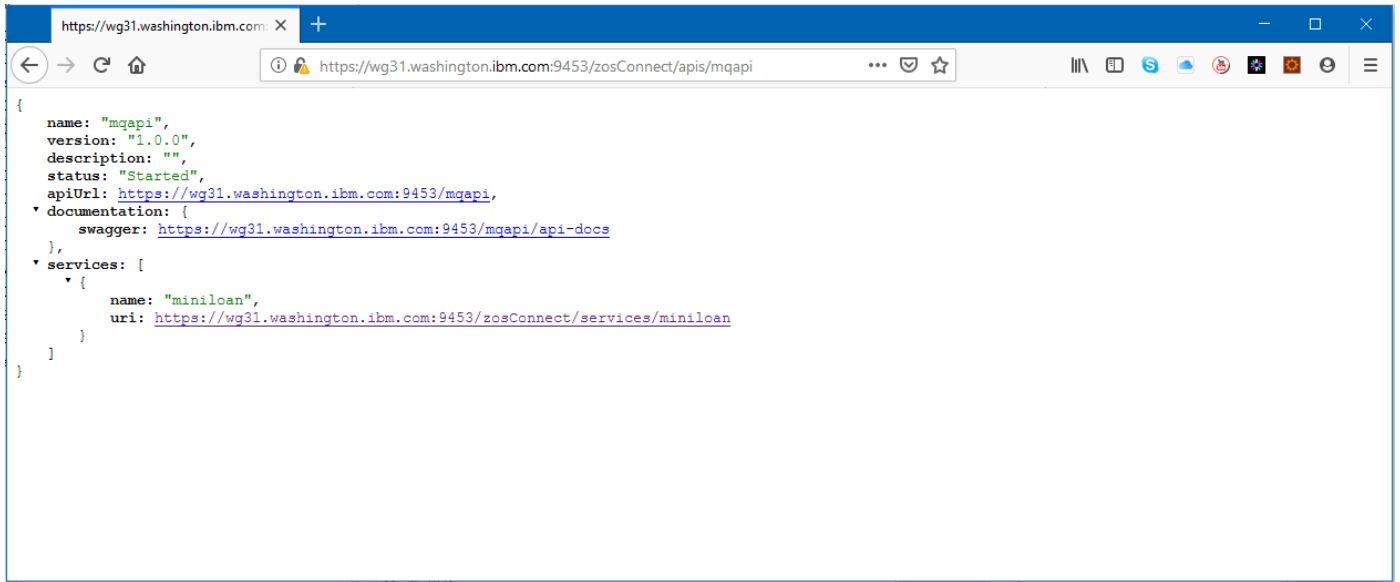 https://wg31.washington.ibm.com:
https://wg31.washington.ibm.com:9453/zosConnect/apis/mqapi
{
name: "mqapi",
version: "1.0.0",
description: "",
status: "Started",
apiUrl: https://wg31.washington.ibm.com:9453/mqapi,
documentation: {
swagger: https://wg31.washington.ibm.com:9453/mqapi/api-docs
},
services: [
{
name: "miniloan",
uri: https://wg31.washington.ibm.com:9453/zosConnect/services/miniloan
}
]
}